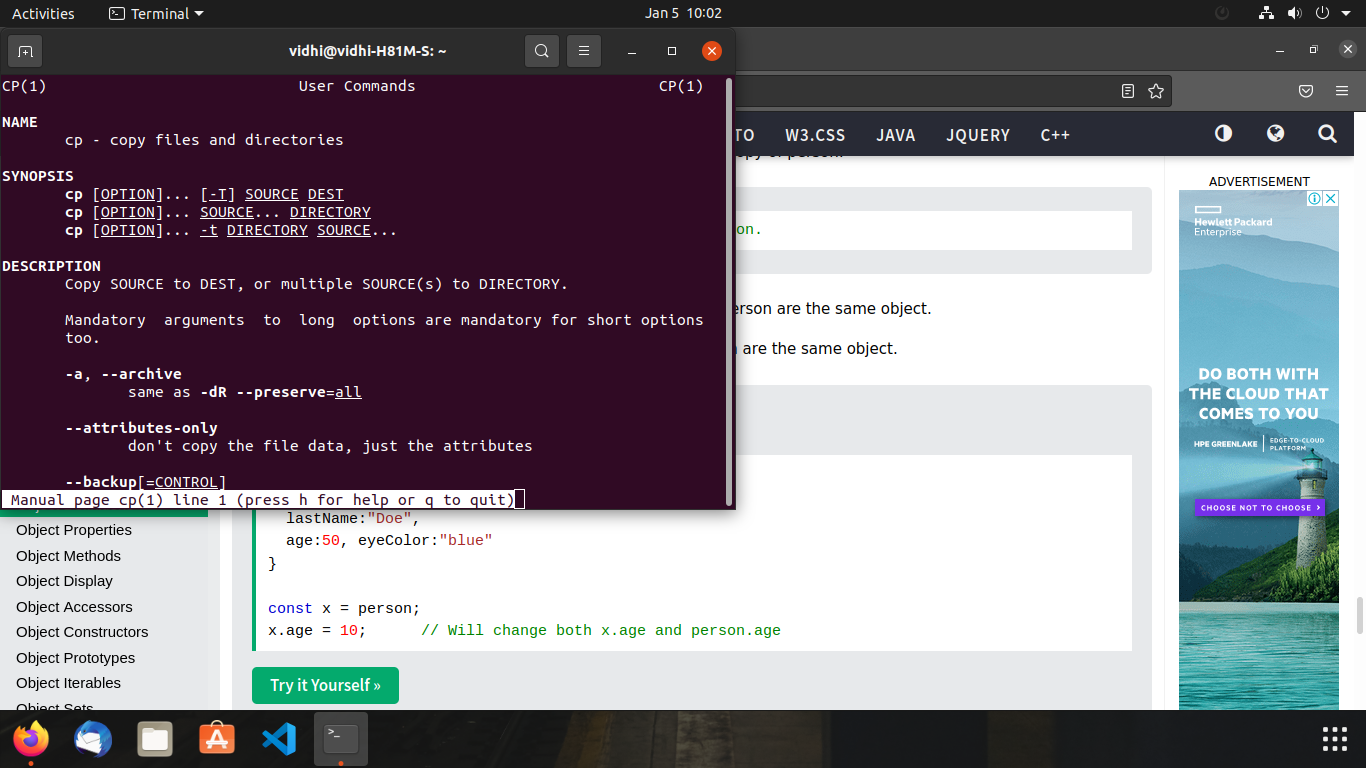 Activities
Terminal
Jan 5 10:02
vidhi@vidhi-H81M-S: ~
CP(1) User Commands CP(1)
NAME
cp - copy files and directories
SYNOPSIS
cp [OPTION]... [-T] SOURCE DEST
cp [OPTION]... SOURCE... DIRECTORY
cp [OPTION]... -t DIRECTORY SOURCE...
DESCRIPTION
Copy SOURCE to DEST, or multiple SOURCE(s) to DIRECTORY.
Mandatory arguments to long options are mandatory for short options
too.
-a, --archive
same as -dR --preserve=all
--attributes-only
don't copy the file data, just the attributes
--backup[=CONTROL]
Manual page cp(1) line 1 (press h for help or q to quit)
TO W3.CSS JAVA JQUERY C++
on.
erson are the same object.
are the same object.
lastName:"Doe",
age:50, eyeColor:"blue"
}
const x = person;
x.age = 10; // Will change both x.age and person.age
Try it Yourself »
Object Properties
Object Methods
Object Display
Object Accessors
Object Constructors
Object Prototypes
Object Iterables
Object Sets
ADVERTISEMENT
Hewlett Packard
Enterprise
DO BOTH WITH
THE CLOUD THAT
COMES TO YOU
HPE GREENLAKE
EDGE-TO-CLOUD
PLATFORM
CHOOSE NOT TO CHOOSE